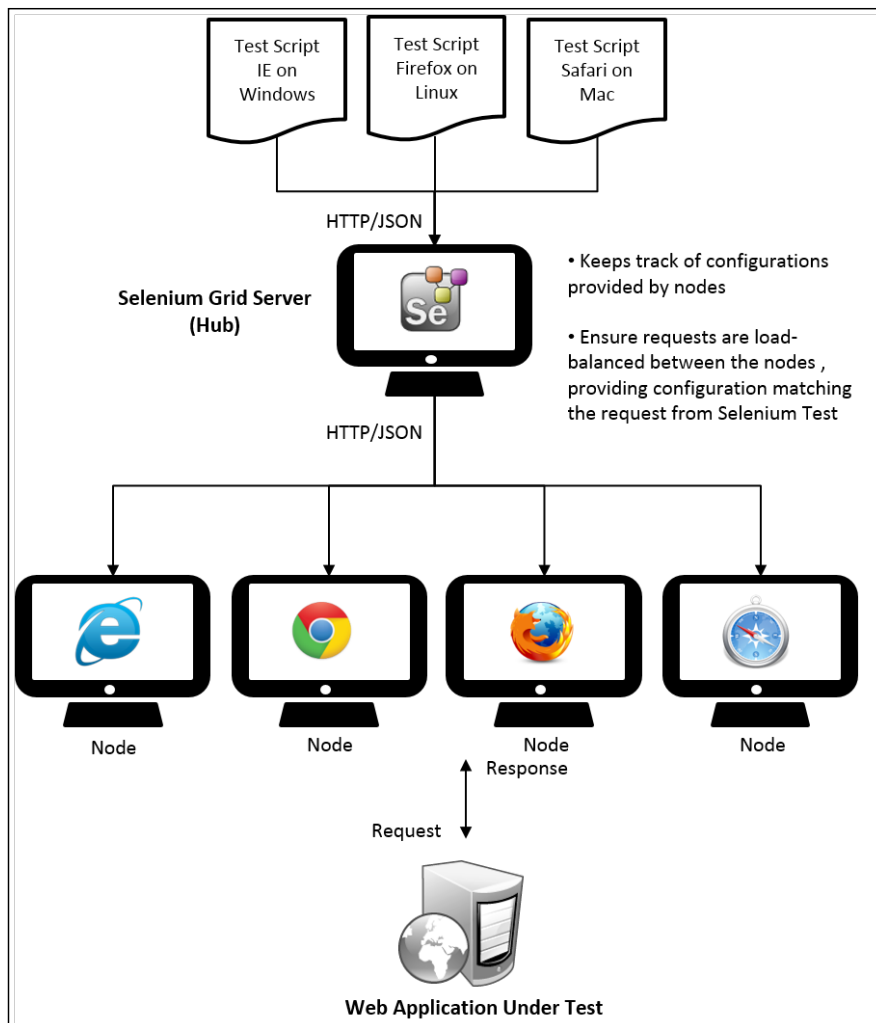 Test Script
IE on
Windows
Test Script
Firefox on
Linux
Test Script
Safari on
Mac
HTTP/JSON
Selenium Grid Server
(Hub)
Se
• Keeps track of configurations
provided by nodes
• Ensure requests are load-
balanced between the nodes ,
providing configuration matching
the request from Selenium Test
HTTP/JSON
Node
Node
Node
Node
Response
Request
Web Application Under Test